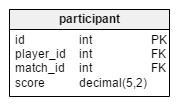 participant
id int PK
player_id int FK
match_id int FK
score decimal(5,2)